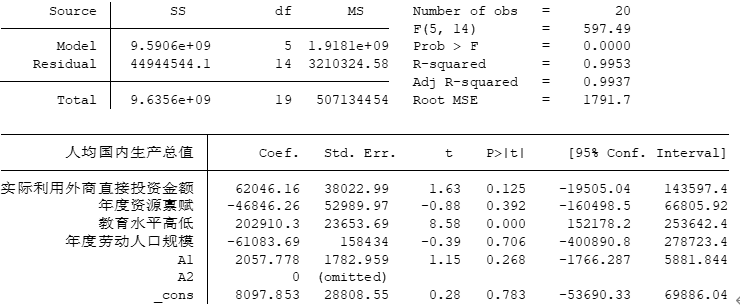 Source SS df MS Number of obs = 20
F(5, 14) = 597.49
Model 9.5906e+09 5 1.9181e+09 Prob > F = 0.0000
Residual 44944544.1 14 3210324.58 R-squared = 0.9953
Adj R-squared = 0.9937
Total 9.6356e+09 19 507134454 Root MSE = 1791.7
人均国内生产总值 Coef. Std. Err. t P>|t| [95% Conf. Interval]
实际利用外商直接投资金额 62046.16 38022.99 1.63 0.125 -19505.04 143597.4
年度资源禀赋 -46846.26 52989.97 -0.88 0.392 -160498.5 66805.92
教育水平高低 202910.3 23653.69 8.58 0.000 152178.2 253642.4
年度劳动人口规模 -61083.69 158434 -0.39 0.706 -400890.8 278723.4
A1 2057.778 1782.959 1.15 0.268 -1766.287 5881.844
A2 0 (omitted)
_cons 8097.853 28808.55 0.28 0.783 -53690.33 69886.04